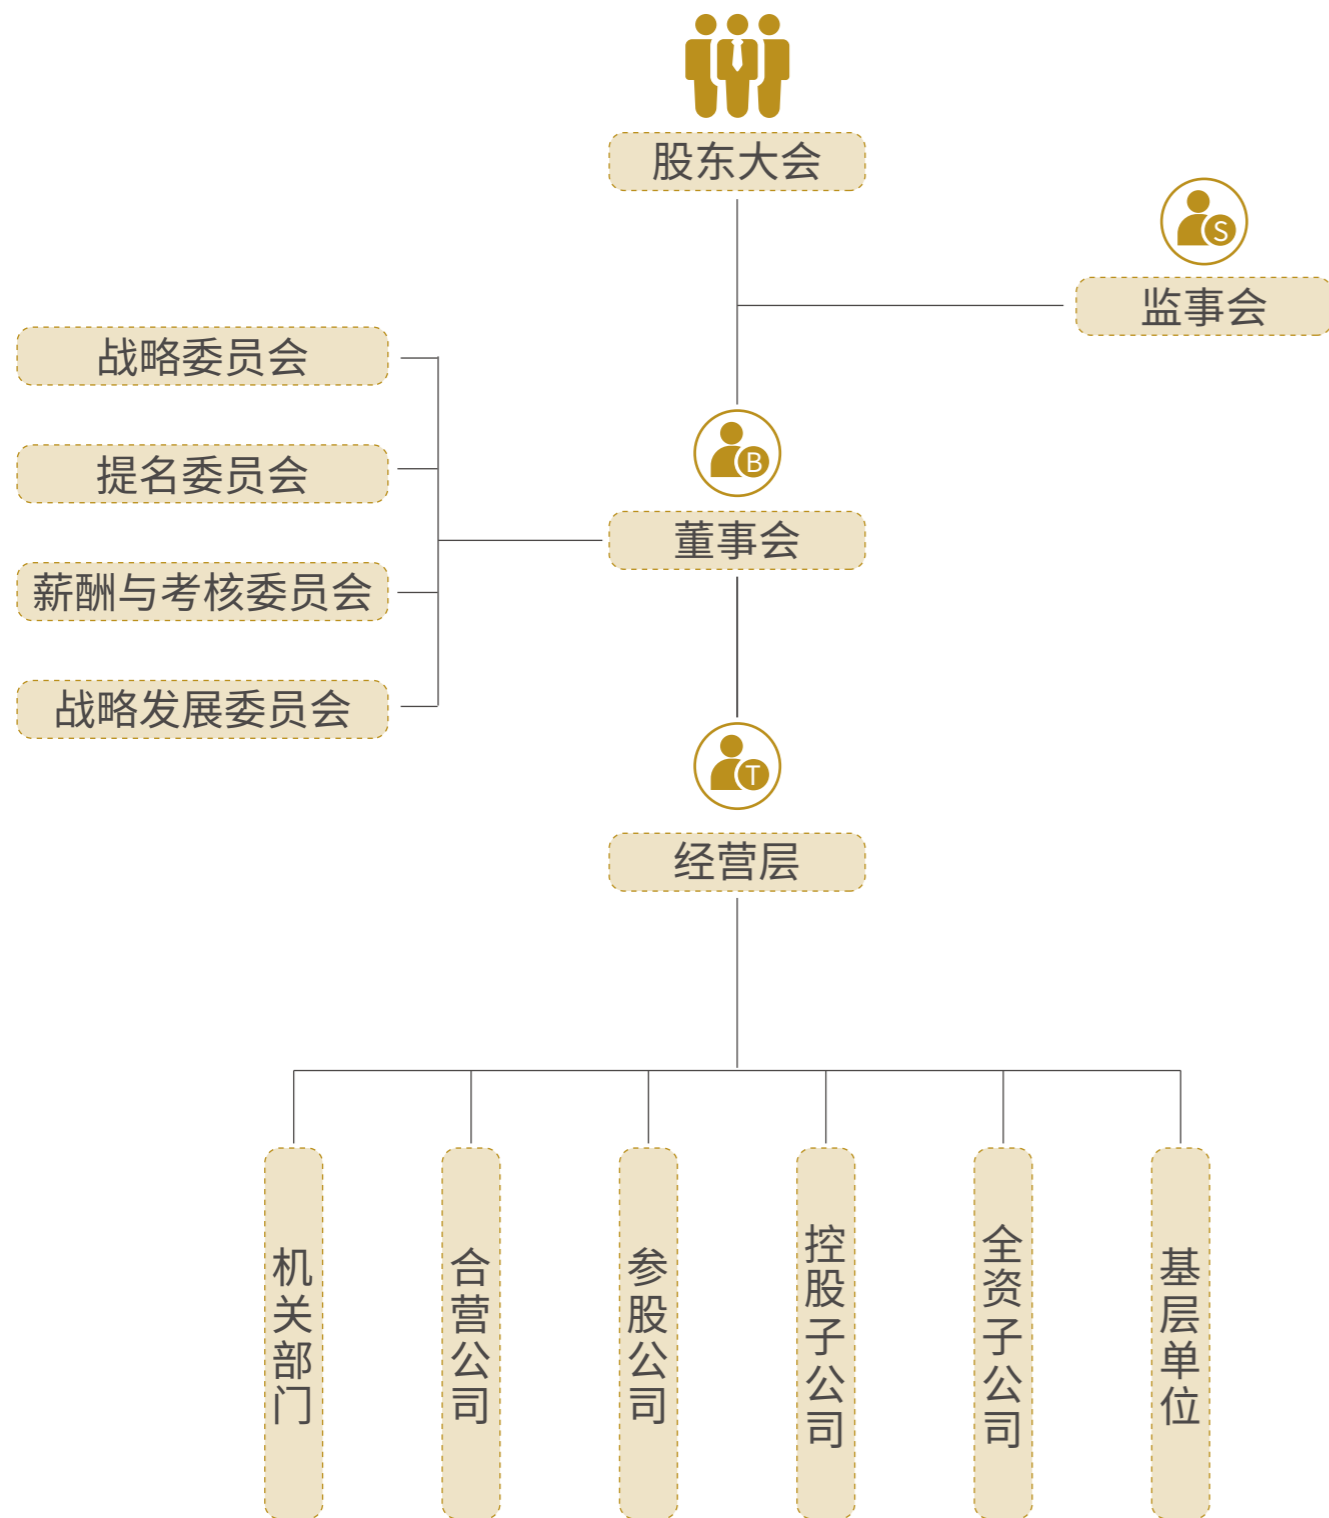 股东大会
S
监事会
战略委员会
提名委员会
薪酬与考核委员会
战略发展委员会
B
董事会
T
经营层
机关部门
合营公司
参股公司
控股子公司
全资子公司
基层单位